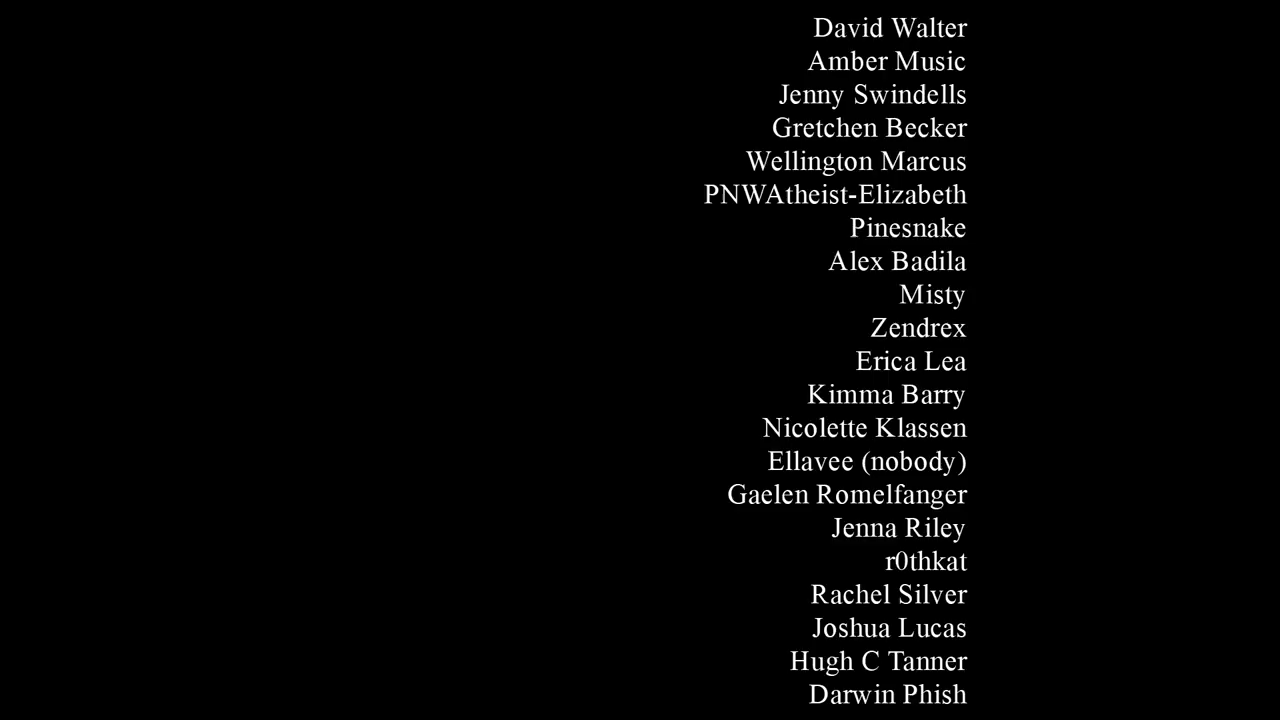 David Walter
Amber Music
Jenny Swindells
Gretchen Becker
Wellington Marcus
PNWAtheist-Elizabeth
Pinesnake
Alex Badila
Misty
Zendrex
Erica Lea
Kimma Barry
Nicolette Klassen
Ellavee (nobody)
Gaelen Romelfanger
Jenna Riley
r0thkat
Rachel Silver
Joshua Lucas
Hugh C Tanner
Darwin Phish